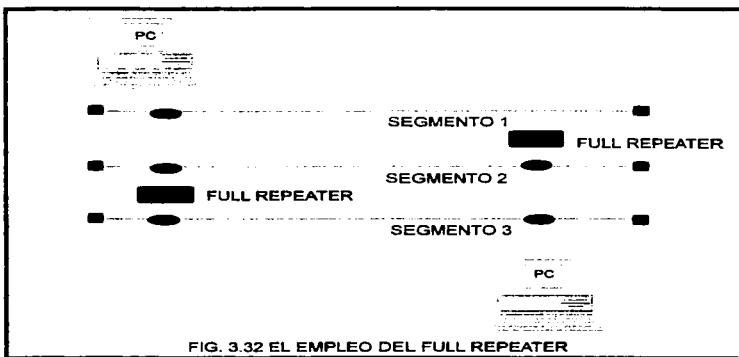 PC
SEGMENTO 1
FULL REPEATER
SEGMENTO 2
FULL REPEATER
SEGMENTO 3
PC
FIG. 3.32 EL EMPLEO DEL FULL REPEATER